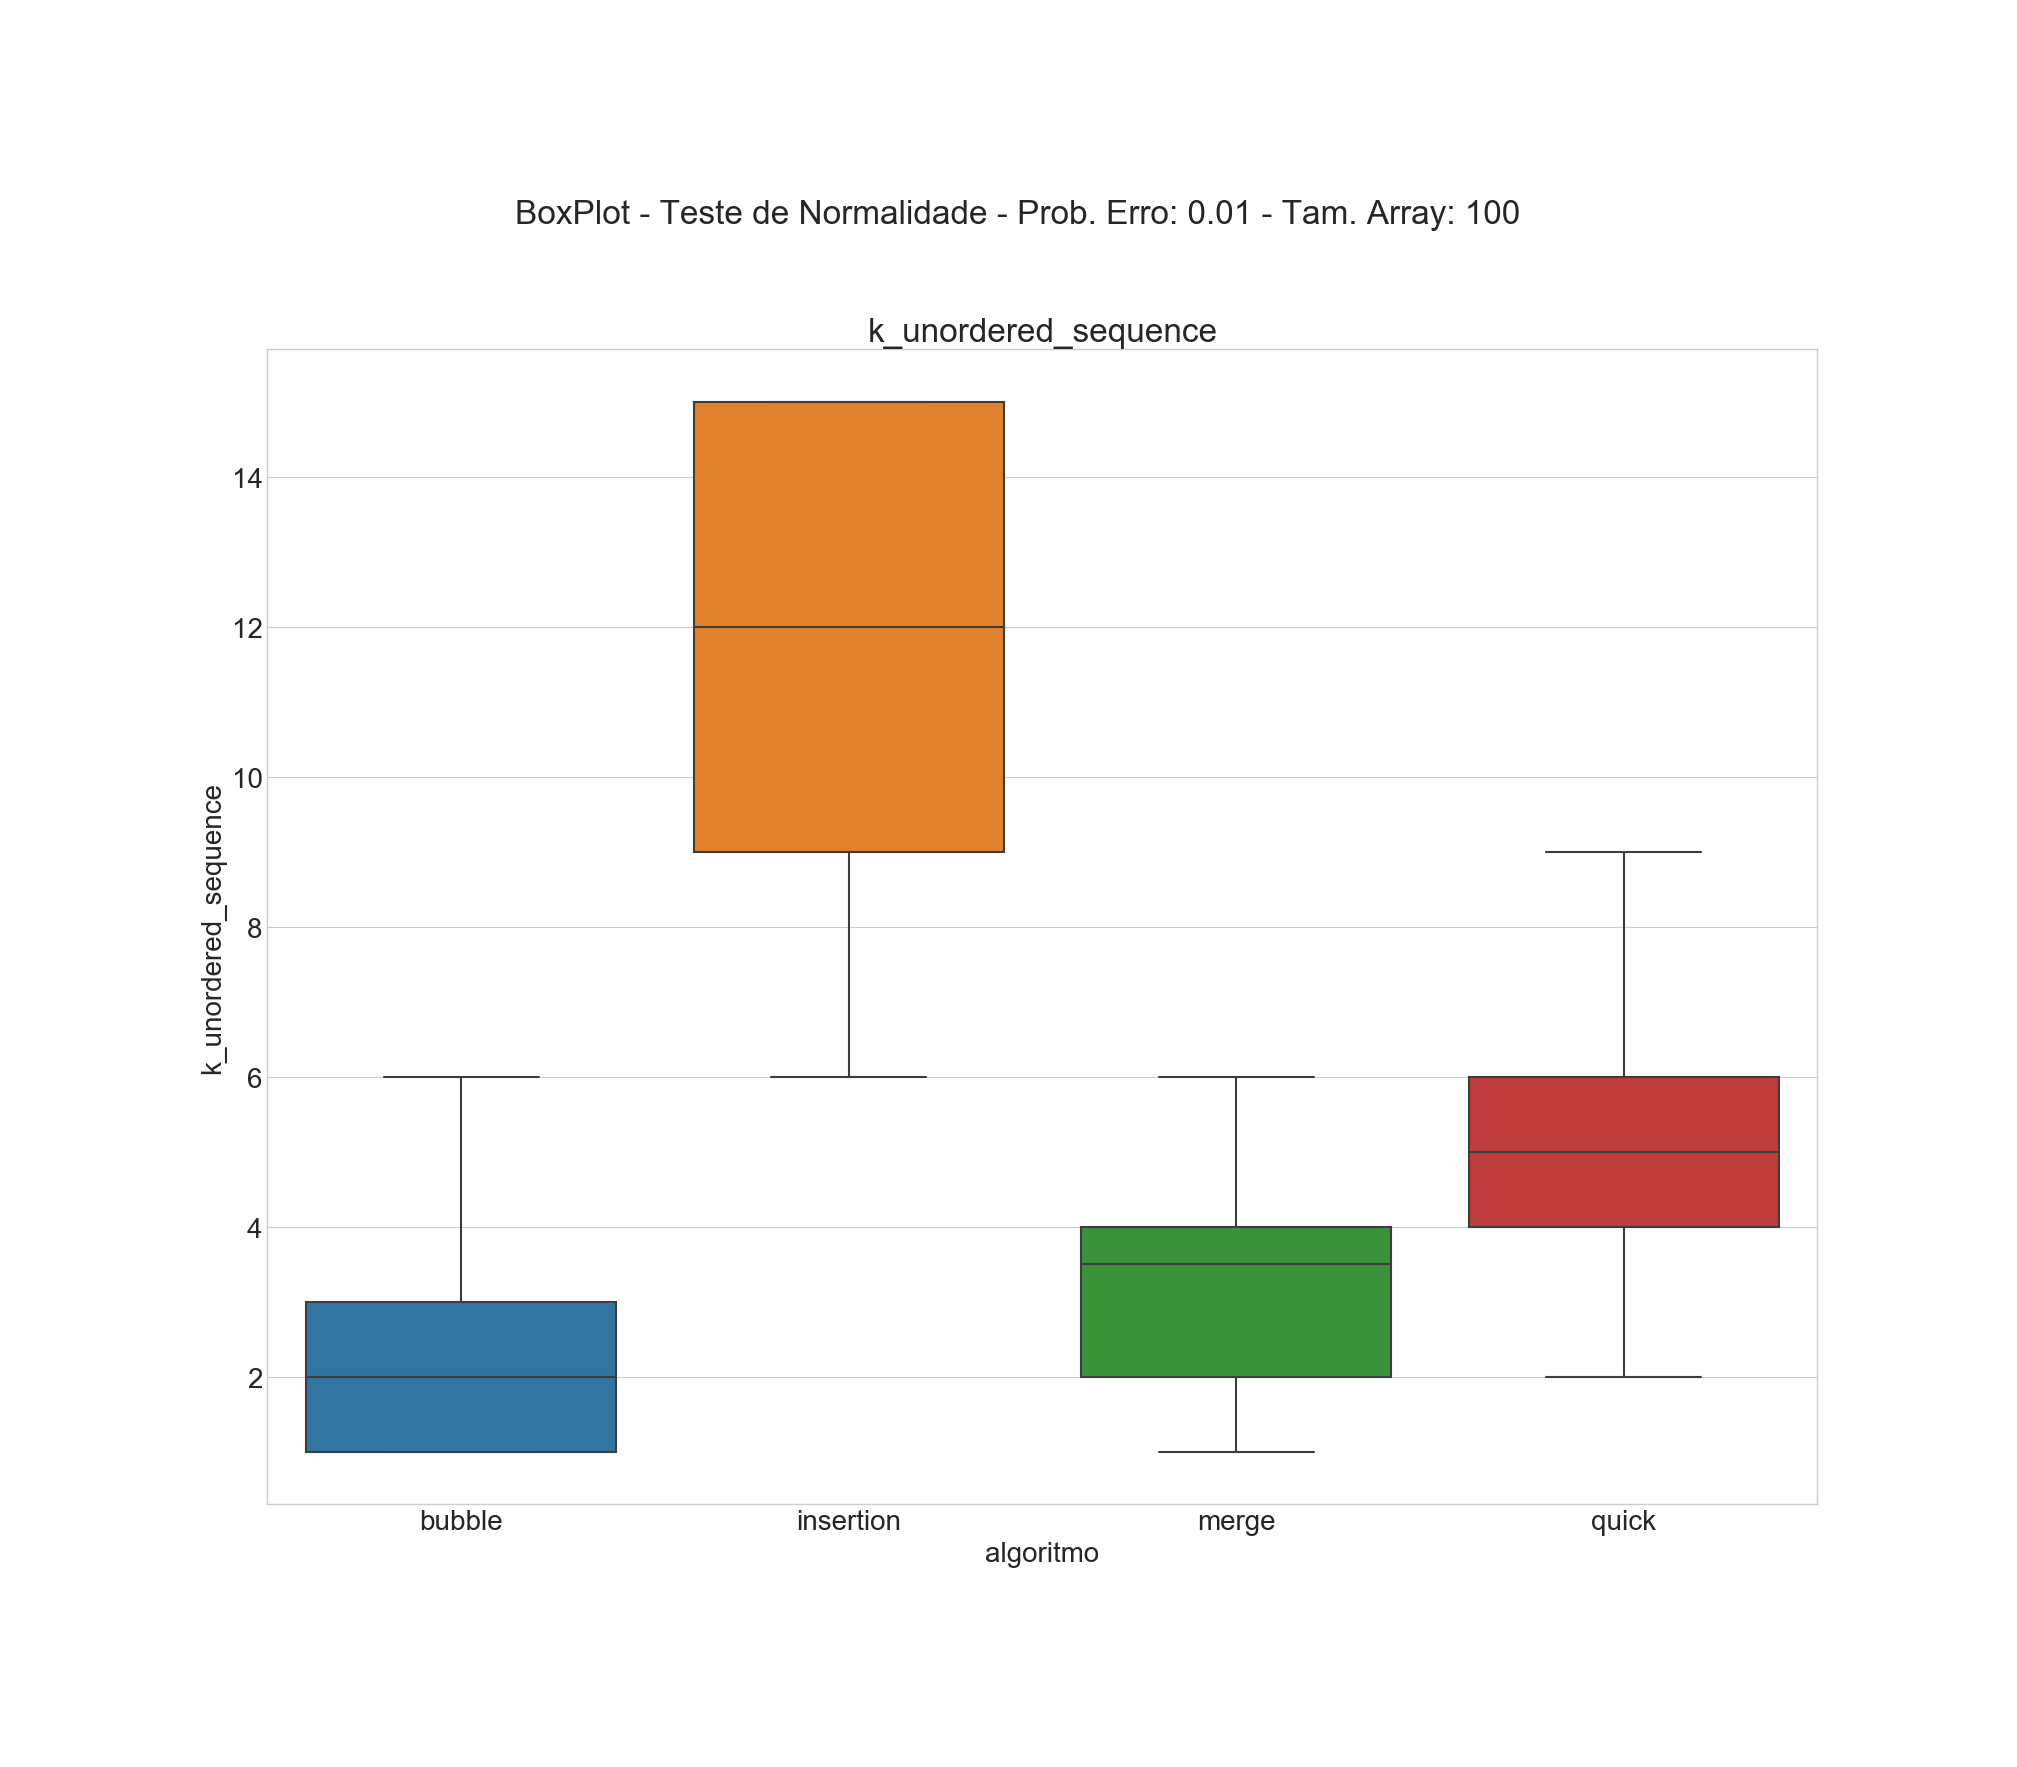 BoxPlot - Teste de Normalidade - Prob. Erro: 0.01 - Tam. Array: 100
k_unordered_sequence
14
12
10
8
6
4
2
k_unordered_sequence
bubble insertion merge quick
algoritmo